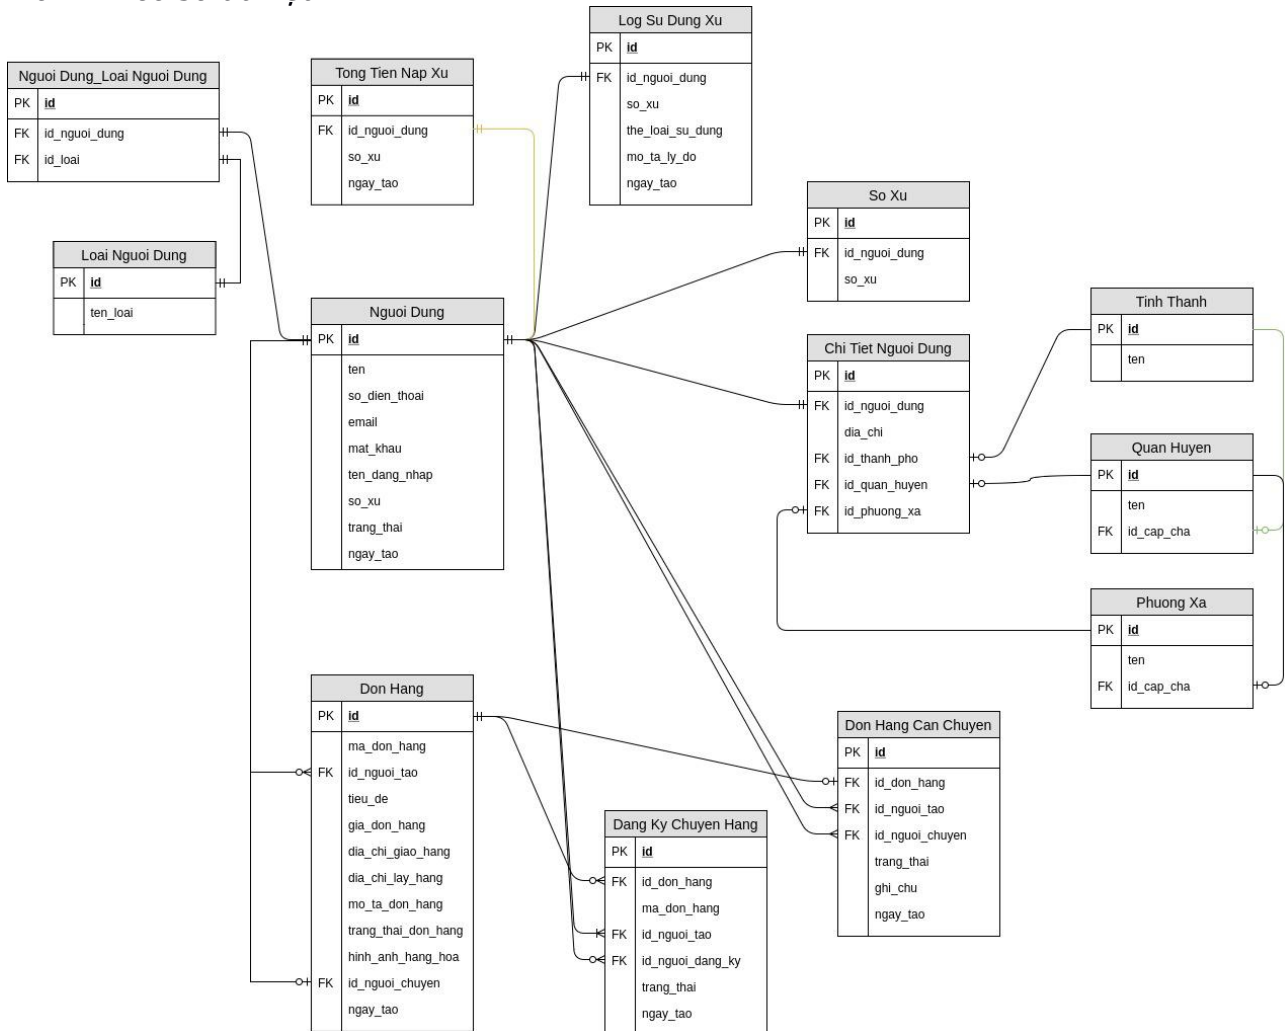 Log Su Dung Xu
PK id
FK id_nguoi_dung
so_xu
the_loai_su_dung
mo_ta_ly_do
ngay_tao
Nguoi Dung_Loai Nguoi Dung
PK id
FK id_nguoi_dung
FK id_loai
Tong Tien Nap Xu
PK id
FK id_nguoi_dung
so_xu
ngay_tao
So Xu
PK id
FK id_nguoi_dung
so_xu
Loai Nguoi Dung
PK id
ten_loai
Nguoi Dung
PK id
ten
so_dien_thoai
email
mat_khau
ten_dang_nhap
so_xu
trang_thai
ngay_tao
Chi Tiet Nguoi Dung
PK id
FK id_nguoi_dung
dia_chi
FK id_thanh_pho
FK id_quan_huyen
FK id_phuong_xa
Tinh Thanh
PK id
ten
Quan Huyen
PK id
ten
FK id_cap_cha
Phuong Xa
PK id
ten
FK id_cap_cha
Don Hang
PK id
ma_don_hang
FK id_nguoi_tao
tieu_de
gia_don_hang
dia_chi_giao_hang
dia_chi_lay_hang
mo_ta_don_hang
trang_thai_don_hang
hinh_anh_hang_hoa
FK id_nguoi_chuyen
ngay_tao
Dang Ky Chuyen Hang
PK id
FK id_don_hang
ma_don_hang
FK id_nguoi_tao
FK id_nguoi_dang_ky
trang_thai
ngay_tao
Don Hang Can Chuyen
PK id
FK id_don_hang
FK id_nguoi_tao
FK id_nguoi_chuyen
trang_thai
ghi_chu
ngay_tao